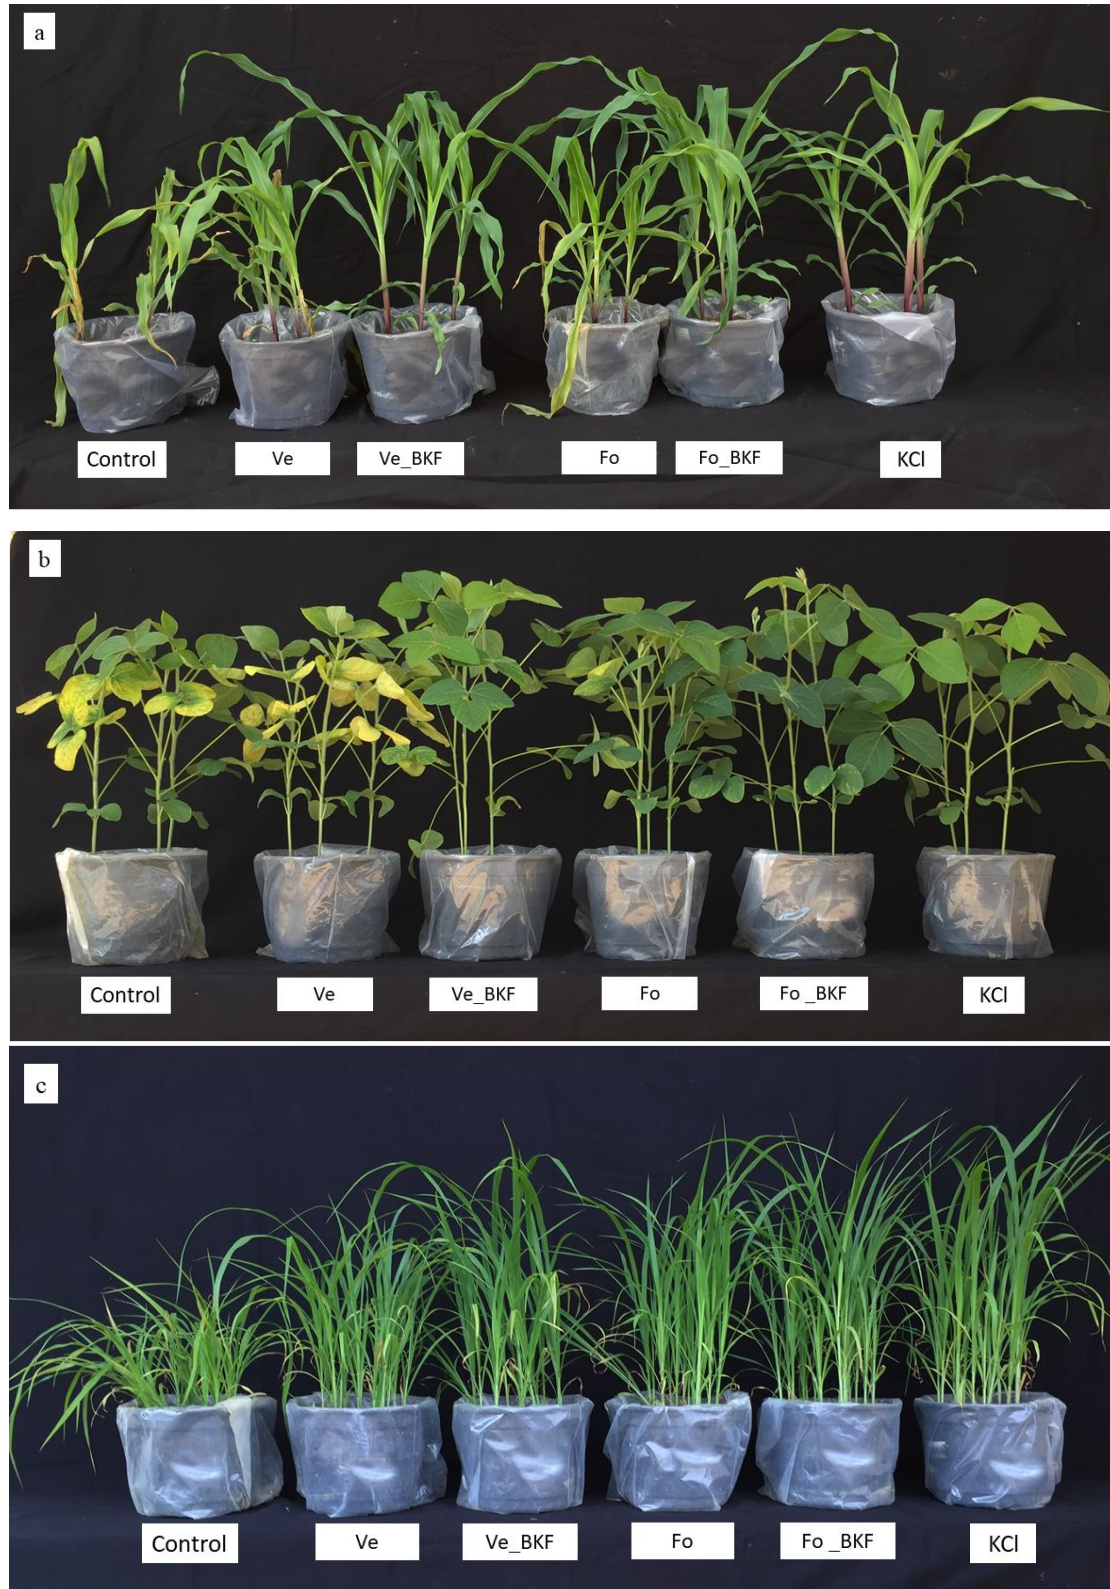 a
Control
Ve
Ve_BKF
Fo
Fo_BKF
KCl
b
Control
Ve
Ve_BKF
Fo
Fo _BKF
KCl
c
Control
Ve
Ve_BKF
Fo
Fo _BKF
KCl